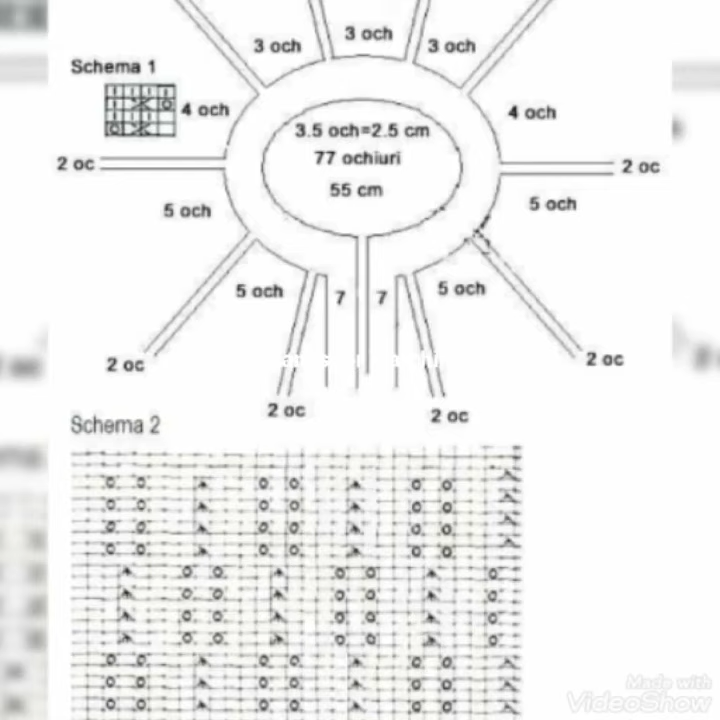 3 och
3 och
3 och
Schema 1
4 och
4 och
3.5 och=2.5 cm
77 ochiuri
55 cm
2 oc
2 oc
5 och
5 och
5 och
7
7
5 och
2 oc
2 oc
2 oc
2 oc
Schema 2
Made with
VideoShow